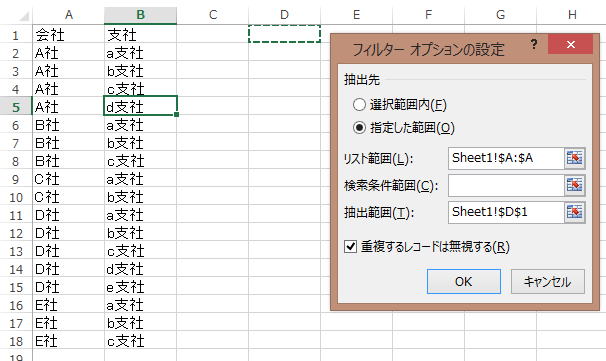 A B C D E F G H
1 会社 支社
2 A社 a支社
3 A社 b支社
4 A社 c支社
5 A社 d支社
6 B社 a支社
7 B社 b支社
8 B社 c支社
9 C社 a支社
10 C社 b支社
11 D社 a支社
12 D社 b支社
13 D社 c支社
14 D社 d支社
15 D社 e支社
16 E社 a支社
17 E社 b支社
18 E社 c支社
19
フィルター オプションの設定 ? ×
抽出先
選択範囲内(F)
指定した範囲(O)
リスト範囲(L): Sheet1!$A:$A
検索条件範囲(C):
抽出範囲(T): Sheet1!$D$1
重複するレコードは無視する(R)
OK キャンセル